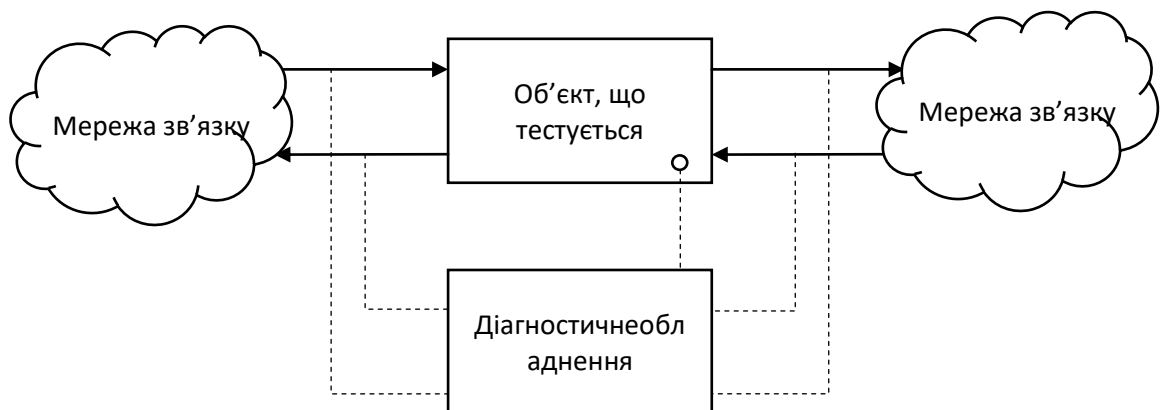 Мережа зв’язку
Об’єкт, що
тестується
Мережа зв’язку
Діагностичнеобл
аднення